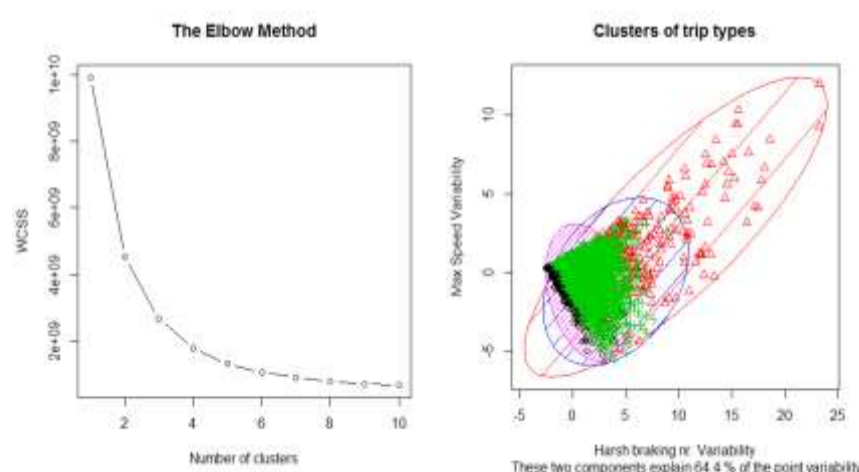 The Elbow Method
WCSS
1e+10
8e+09
6e+09
4e+09
2e+09
2
4
6
8
10
Number of clusters
Clusters of trip types
Max Speed Variability
10
5
0
-5
-5
0
5
10
15
20
25
Harsh braking nr. Variability
These two components explain 64.4 % of the point variability